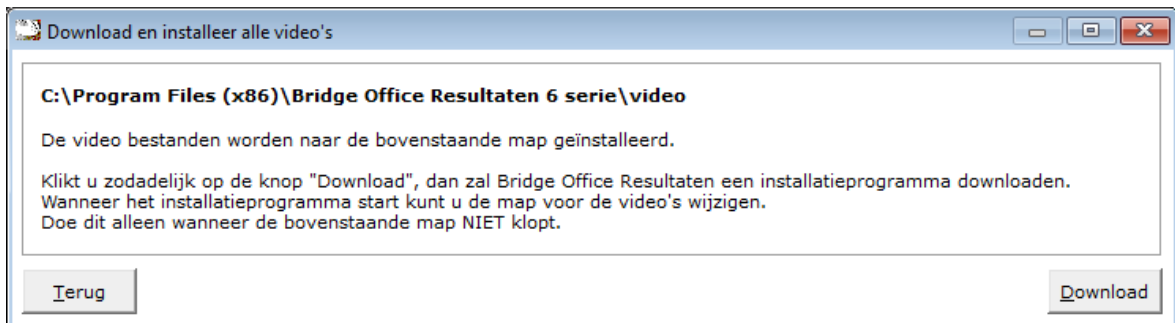 Download en installeer alle video's
C:\Program Files (x86)\Bridge Office Resultaten 6 serie\video
De video bestanden worden naar de bovenstaande map geïnstalleerd.
Klikt u zodadelijk op de knop "Download", dan zal Bridge Office Resultaten een installatieprogramma downloaden.
Wanneer het installatieprogramma start kunt u de map voor de video's wijzigen.
Doe dit alleen wanneer de bovenstaande map NIET klopt.
Terug
Download